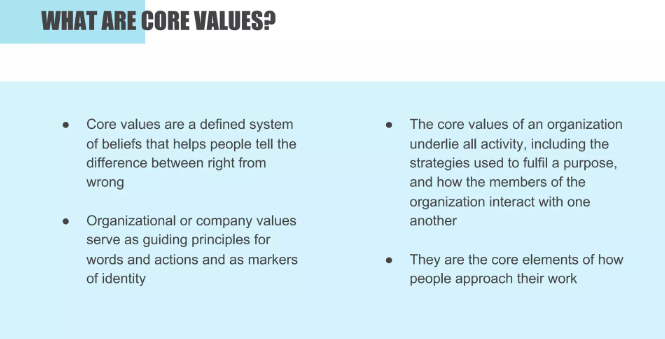 WHAT ARE CORE VALUES?
● Core values are a defined system
of beliefs that helps people tell the
difference between right from
wrong
● Organizational or company values
serve as guiding principles for
words and actions and as markers
of identity
● The core values of an organization
underlie all activity, including the
strategies used to fulfil a purpose,
and how the members of the
organization interact with one
another
● They are the core elements of how
people approach their work